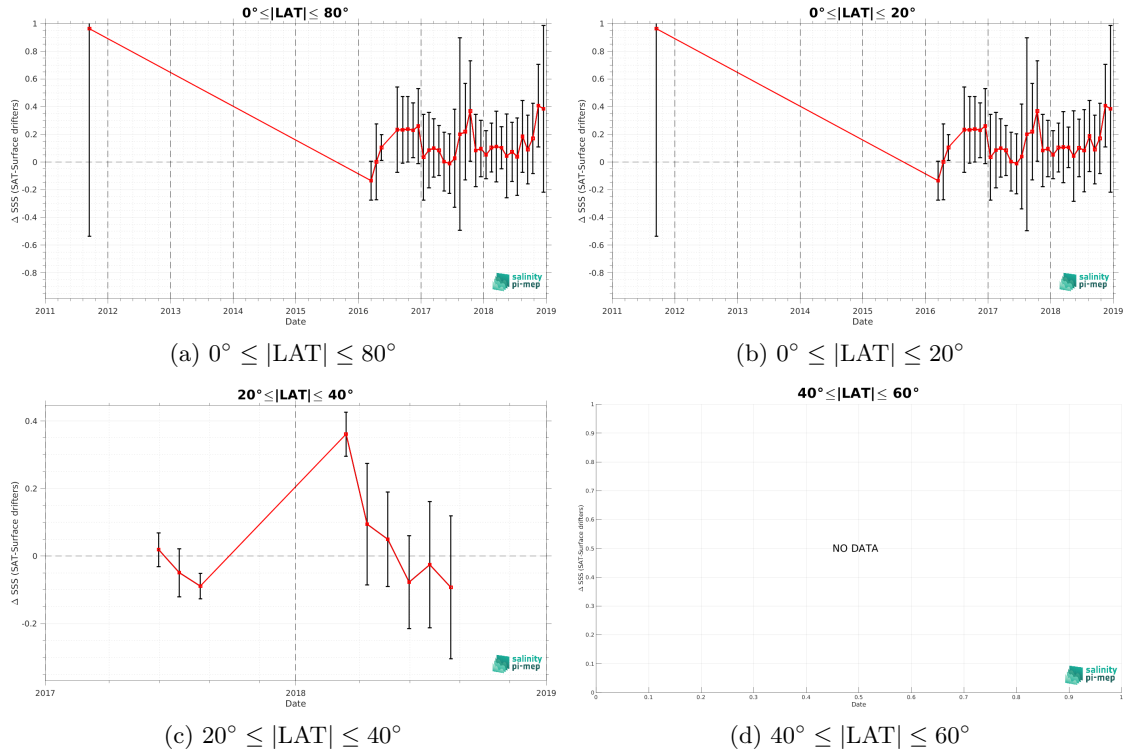 0°≤|LAT|≤ 80°
1
0.8
0.6
0.4
0.2
0
-0.2
-0.4
-0.6
-0.8
Δ SSS (SAT-Surface drifters)
2011 2012 2013 2014 2015 2016 2017 2018 2019
Date
salinity
pi-mep
(a) 0° ≤ |LAT| ≤ 80°
0°≤|LAT|≤ 20°
1
0.8
0.6
0.4
0.2
0
-0.2
-0.4
-0.6
-0.8
Δ SSS (SAT-Surface drifters)
2011 2012 2013 2014 2015 2016 2017 2018 2019
Date
salinity
pi-mep
(b) 0° ≤ |LAT| ≤ 20°
20°≤|LAT|≤ 40°
0.4
0.2
0
-0.2
Δ SSS (SAT-Surface drifters)
2017 2018 2019
Date
salinity
pi-mep
(c) 20° ≤ |LAT| ≤ 40°
40°≤|LAT|≤ 60°
1
0.9
0.8
0.7
0.6
0.5
0.4
0.3
0.2
0.1
0
Δ SSS (SAT-Surface drifters)
NO DATA
0 0.1 0.2 0.3 0.4 0.5 0.6 0.7 0.8 0.9 1
Date
salinity
pi-mep
(d) 40° ≤ |LAT| ≤ 60°